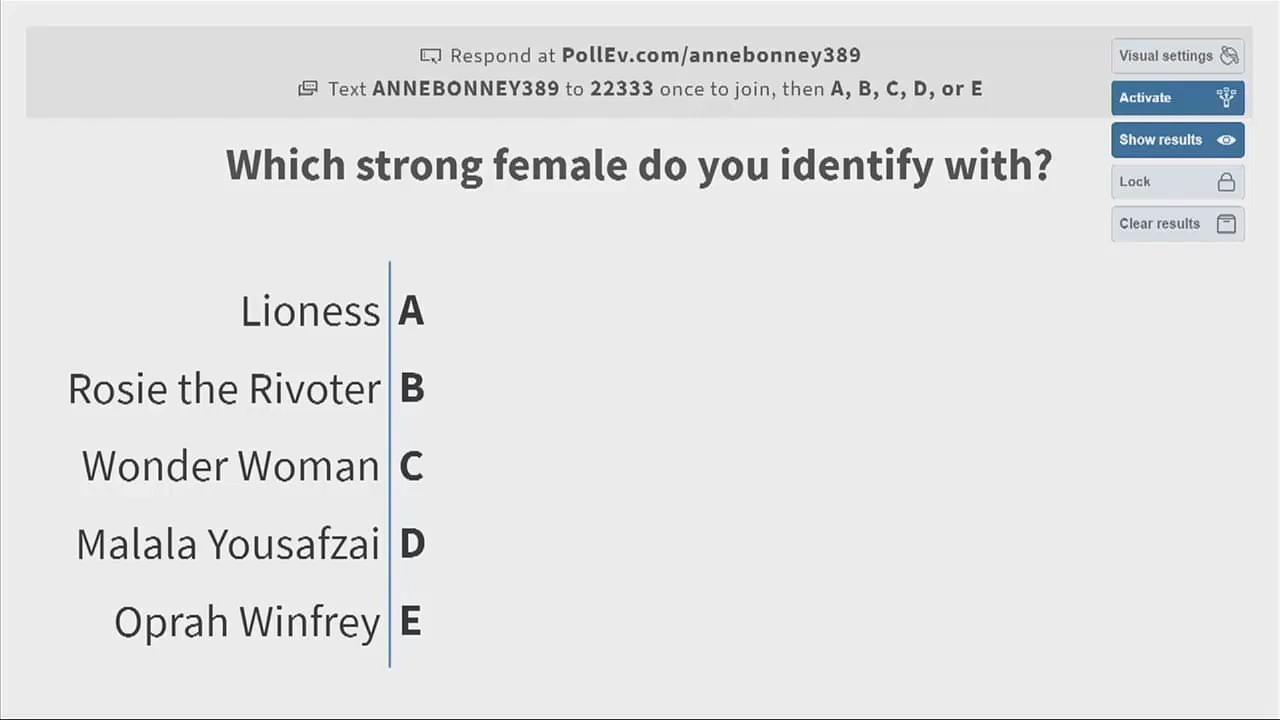 Respond at PollEv.com/annebonney389
Text ANNEBONNEY389 to 22333 once to join, then A, B, C, D, or E
Visual settings
Activate
Show results
Lock
Clear results
Which strong female do you identify with?
Lioness A
Rosie the Rivoter B
Wonder Woman C
Malala Yousafzai D
Oprah Winfrey E